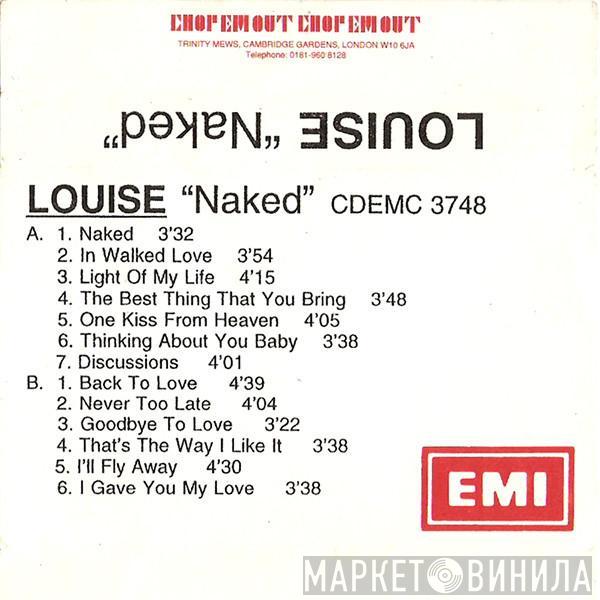 CHOP EM OUT CHOP EM OUT
TRINITY MEWS, CAMBRIDGE GARDENS, LONDON W10 6JA
Telephone: 0181-960 8128
LOUISE “Naked”
LOUISE “Naked” CDEMC 3748
A. 1. Naked 3'32
2. In Walked Love 3'54
3. Light Of My Life 4'15
4. The Best Thing That You Bring 3'48
5. One Kiss From Heaven 4'05
6. Thinking About You Baby 3'38
7. Discussions 4'01
B. 1. Back To Love 4'39
2. Never Too Late 4'04
3. Goodbye To Love 3'22
4. That's The Way I Like It 3'38
5. I'll Fly Away 4'30
6. I Gave You My Love 3'38
EMI
МАРКЕТ ВИНИЛА